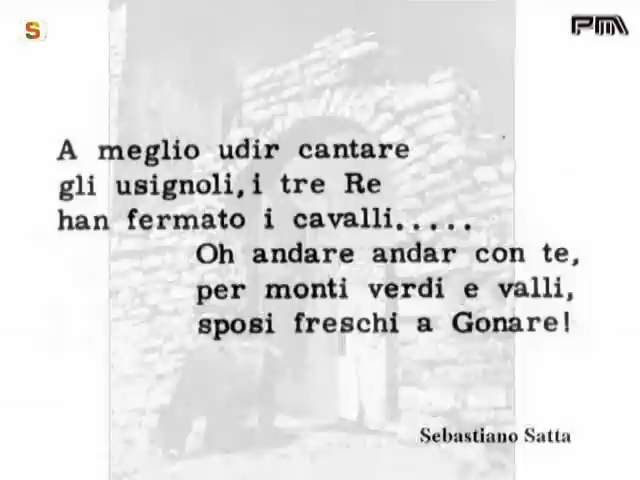 S
PM
A meglio udir cantare
gli usignoli,i tre Re
han fermato i cavalli.....
Oh andare andar con te,
per monti verdi e valli,
sposi freschi a Gonare!
Sebastiano Satta